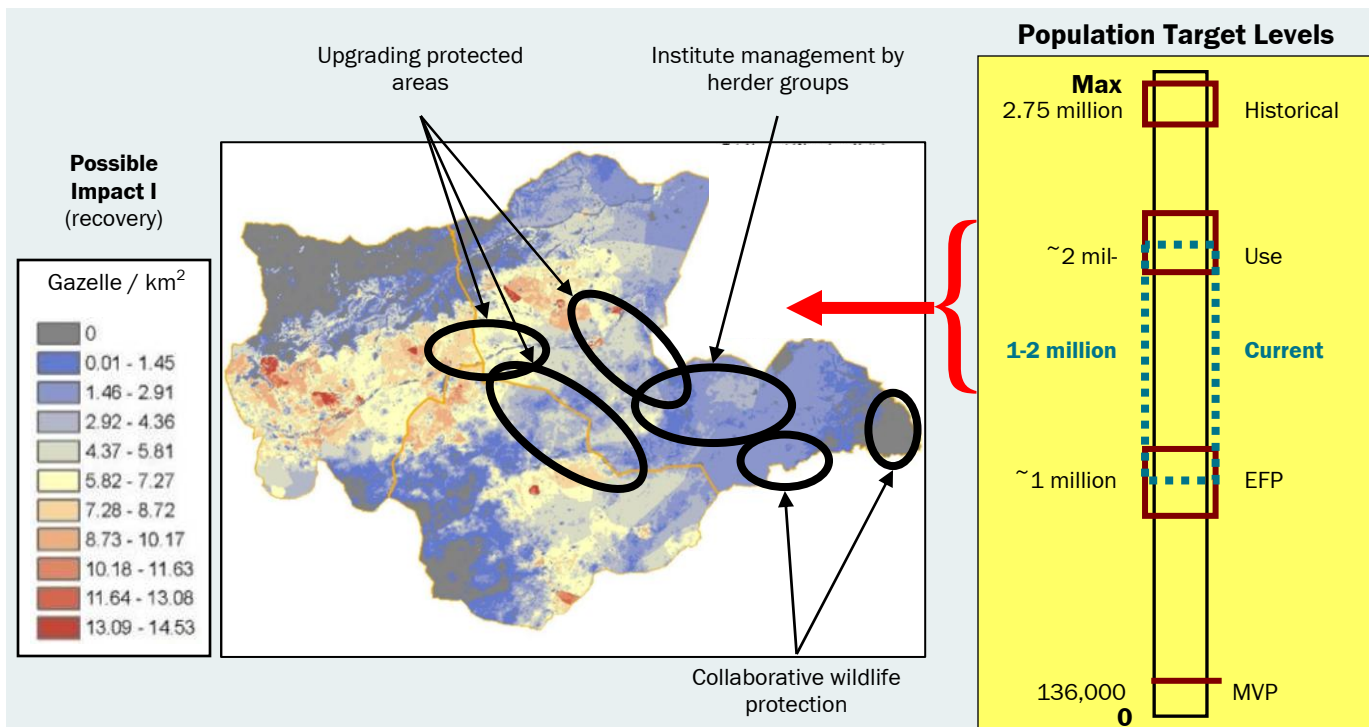 Upgrading protected
areas
Institute management by
herder groups
Possible
Impact I
(recovery)
Gazelle / km²
0
0.01 - 1.45
1.46 - 2.91
2.92 - 4.36
4.37 - 5.81
5.82 - 7.27
7.28 - 8.72
8.73 - 10.17
10.18 - 11.63
11.64 - 13.08
13.09 - 14.53
Collaborative wildlife
protection
Population Target Levels
Max
2.75 million Historical
~2 mil- Use
1-2 million Current
~1 million EFP
136,000 MVP
0